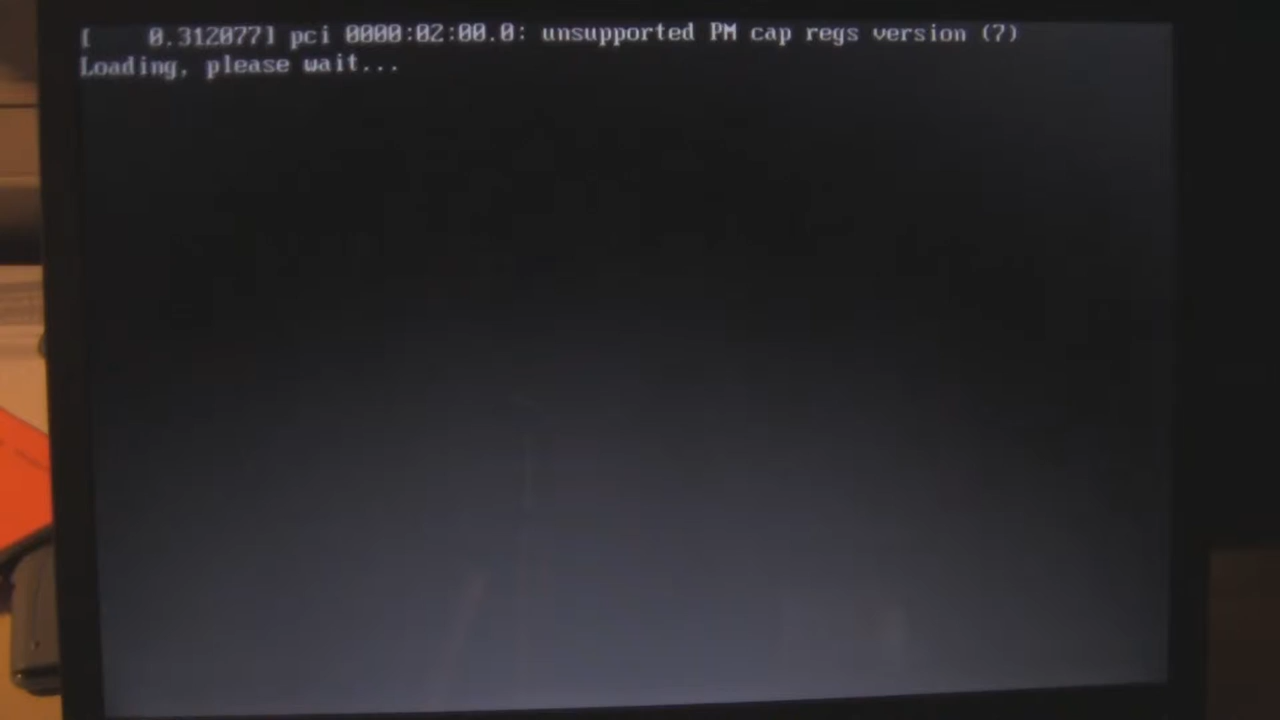 [    0.312077] pci 0000:02:00.0: unsupported PM cap regs version (7)
Loading, please wait...